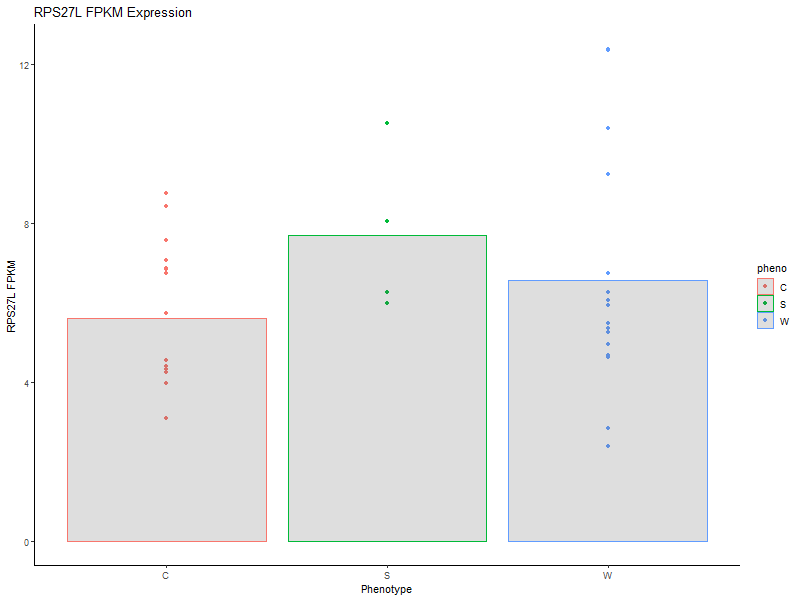 RPS27L FPKM Expression
RPS27L FPKM
12
8
4
0
C
S
W
Phenotype
pheno
C
S
W